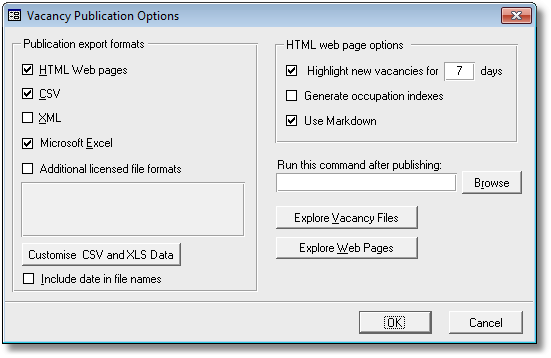 Vacancy Publication Options
Publication export formats
HTML Web pages
CSV
XML
Microsoft Excel
Additional licensed file formats
Customise CSV and XLS Data
Include date in file names
HTML web page options
Highlight new vacancies for 7 days
Generate occupation indexes
Use Markdown
Run this command after publishing:
Browse
Explore Vacancy Files
Explore Web Pages
OK
Cancel